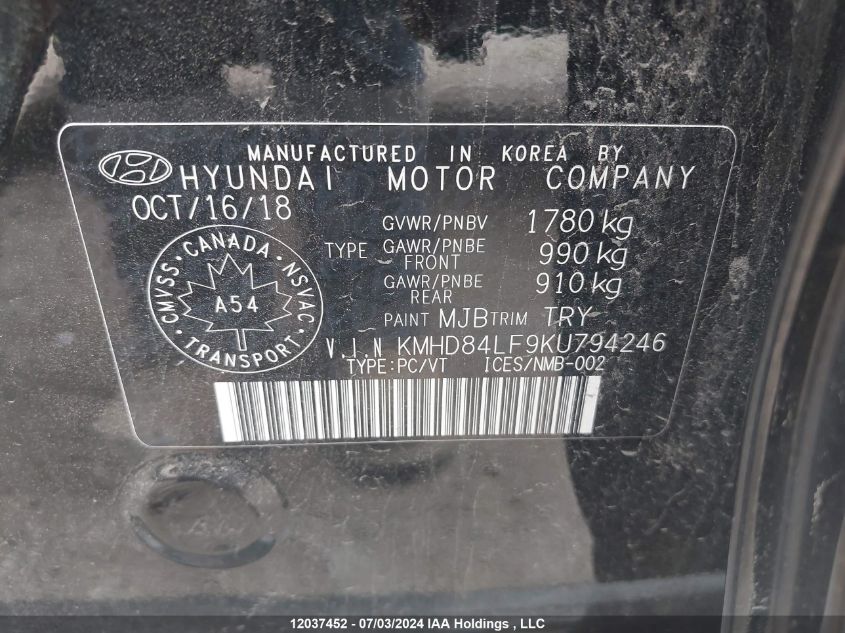 MANUFACTURED IN KOREA BY
HYUNDAI MOTOR COMPANY
OCT/16/18
GVWR/PNBV 1780 kg
TYPE GAWR/PNBE FRONT 990 kg
GAWR/PNBE REAR 910 kg
CANADA
CMVSS A54 NSVAC
TRANSPORT
PAINT MJB TRIM TRY
V.I.N KMHD84LF9KU794246
TYPE:PC/VT ICES/NMB-002
12037452 - 07/03/2024 IAA Holdings , LLC